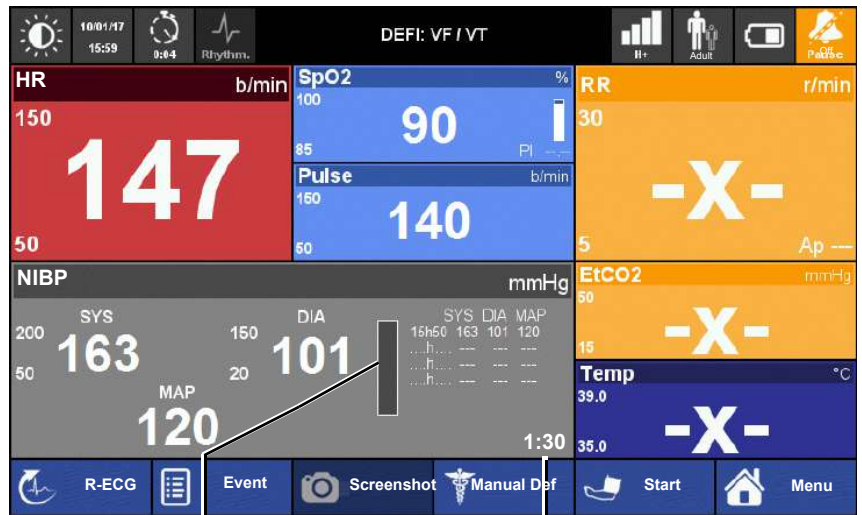 10/01/17
15:59
0:04
Rhythm.
DEFI: VF / VT
H+
Adult
Off
Pause
HR b/min
150
147
50
SpO2 %
100
90
85
PI --.--
Pulse b/min
150
140
50
RR r/min
30
-X-
5
Ap ---
NIBP mmHg
SYS
200
163
50
DIA
150
101
20
MAP
120
SYS DIA MAP
15h50 163 101 120
....h.... --- --- ---
....h.... --- --- ---
....h.... --- --- ---
1:30
EtCO2 mmHg
50
-X-
15
Temp °C
39.0
-X-
35.0
R-ECG
Event
Screenshot
Manual Def
Start
Menu